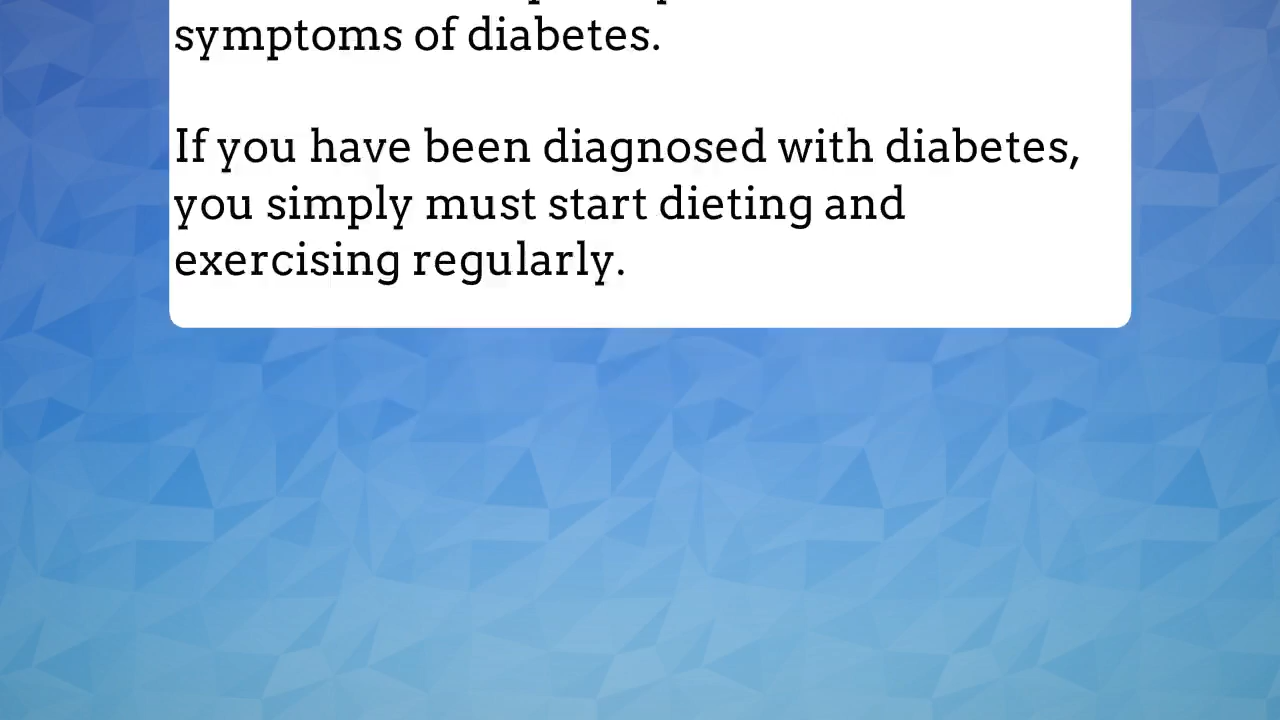 symptoms of diabetes.
If you have been diagnosed with diabetes,
you simply must start dieting and
exercising regularly.